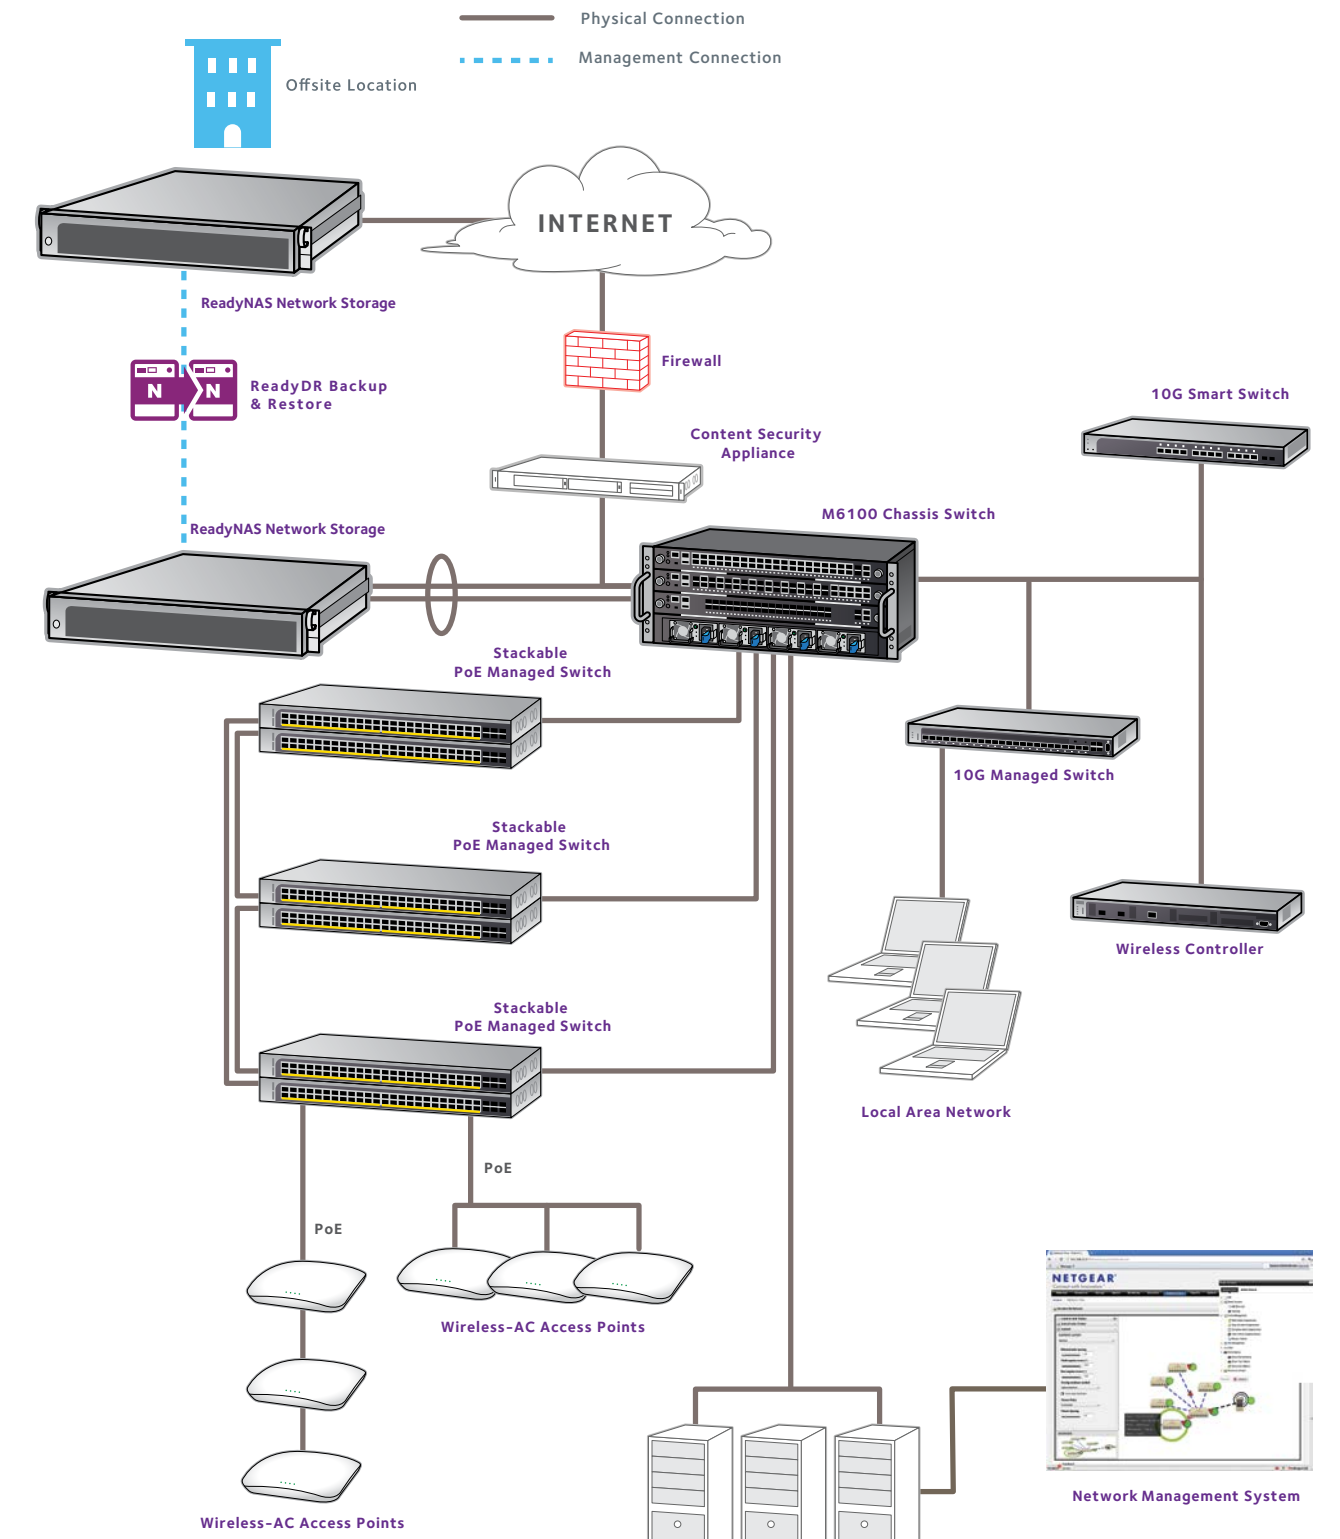 Physical Connection
Management Connection
Offsite Location
INTERNET
ReadyNAS Network Storage
Firewall
ReadyDR Backup
& Restore
N N
10G Smart Switch
Content Security
Appliance
M6100 Chassis Switch
ReadyNAS Network Storage
Stackable
PoE Managed Switch
10G Managed Switch
Stackable
PoE Managed Switch
Wireless Controller
Stackable
PoE Managed Switch
Local Area Network
PoE
PoE
NETGEAR
Wireless-AC Access Points
Network Management System
Wireless-AC Access Points